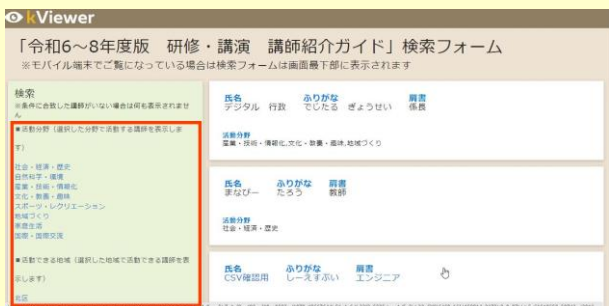 kViewer
「令和6～8年度版 研修・講演 講師紹介ガイド」検索フォーム
※モバイル端末でご覧になっている場合は検索フォームは画面最下部に表示されます
検索
※条件に合致した講師がいない場合は何も表示されませ
ん
■活動分野（選択した分野で活動する講師を表示しま
す）
社会・経済・歴史
自然科学・環境
産業・技術・情報化
文化・教養・趣味
スポーツ・レクリエーション
地域づくり
家庭生活
国際・国際交流
■活動できる地域（選択した地域で活動できる講師を表
示します）
北区
氏名 ふりがな 肩書
デジタル 行政 でじたる ぎょうせい 係長
活動分野
産業・技術・情報化,文化・教養・趣味,地域づくり
氏名 ふりがな 肩書
まなびー たろう 教師
活動分野
社会・経済・歴史
氏名 ふりがな 肩書
CSV確認用 しーえすぶい エンジニア